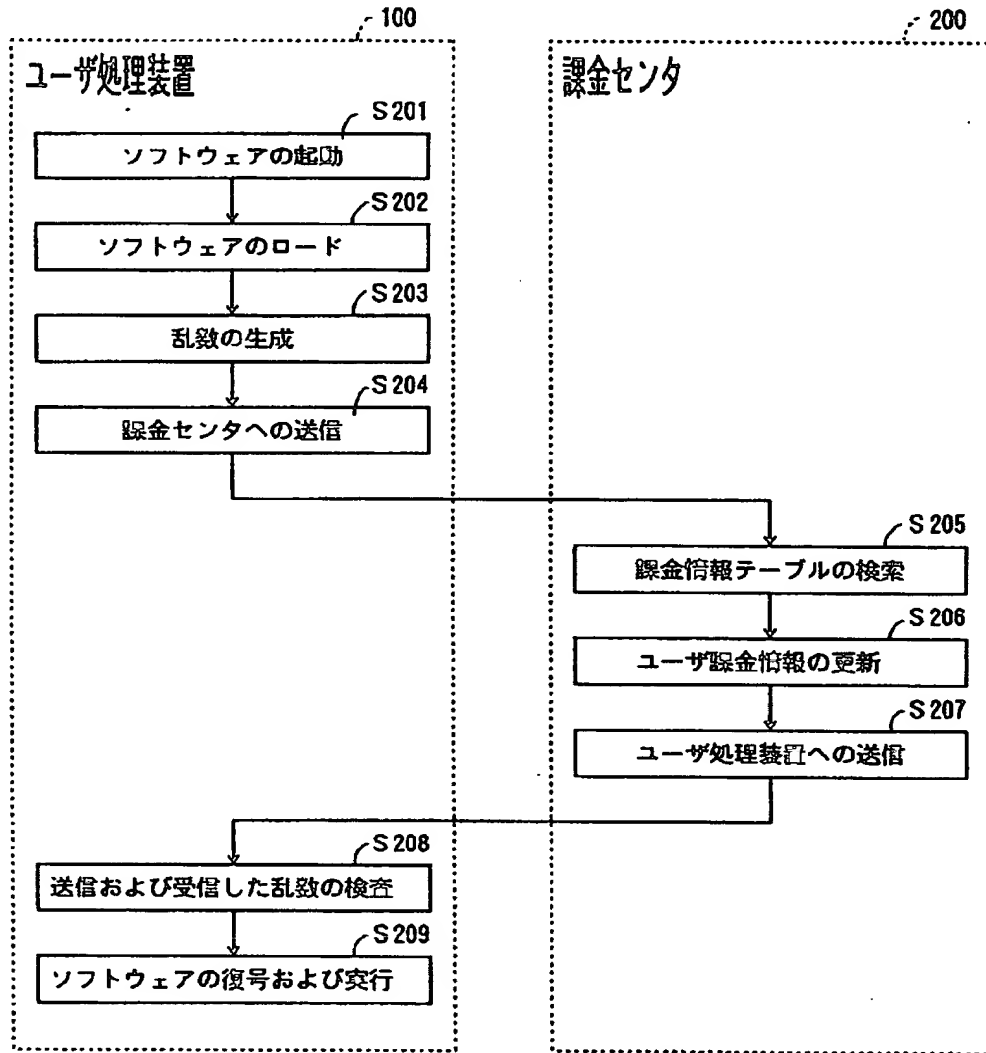 100
200
ユーザ処理装置
課金センタ
S201
ソフトウェアの起動
S202
ソフトウェアのロード
S203
乱数の生成
S204
課金センタへの送信
S205
課金情報テーブルの検索
S206
ユーザ課金情報の更新
S207
ユーザ処理装置への送信
S208
送信および受信した乱数の検査
S209
ソフトウェアの復号および実行